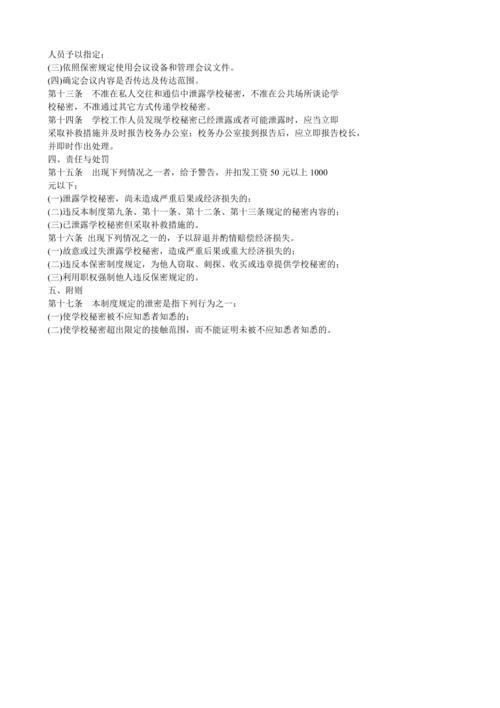 人员予以指定;
(三)依照保密规定使用会议设备和管理会议文件。
(四)确定会议内容是否传达及传达范围。
第十三条　不准在私人交往和通信中泄露学校秘密,不准在公共场所谈论学
校秘密,不准通过其它方式传递学校秘密。
第十四条　学校工作人员发现学校秘密已经泄露或者可能泄露时,应当立即
采取补救措施并及时报告校务办公室;校务办公室接到报告后,应立即报告校长,
并即时作出处理。
四、责任与处罚
第十五条　出现下列情况之一者,给予警告,并扣发工资 50 元以上 1000
元以下:
(一)泄露学校秘密,尚未造成严重后果或经济损失的;
(二)违反本制度第九条、第十一条、第十二条、第十三条规定的秘密内容的;
(三)已泄露学校秘密但采取补救措施的。
第十六条 出现下列情况之一的,予以辞退并酌情赔偿经济损失。
(一)故意或过失泄露学校秘密,造成严重后果或重大经济损失的;
(二)违反本保密制度规定,为他人窃取、刺探、收买或违章提供学校秘密的;
(三)利用职权强制他人违反保密规定的。
五、附则
第十七条　本制度规定的泄密是指下列行为之一:
(一)使学校秘密被不应知悉者知悉的;
(二)使学校秘密超出限定的接触范围,而不能证明未被不应知悉者知悉的。